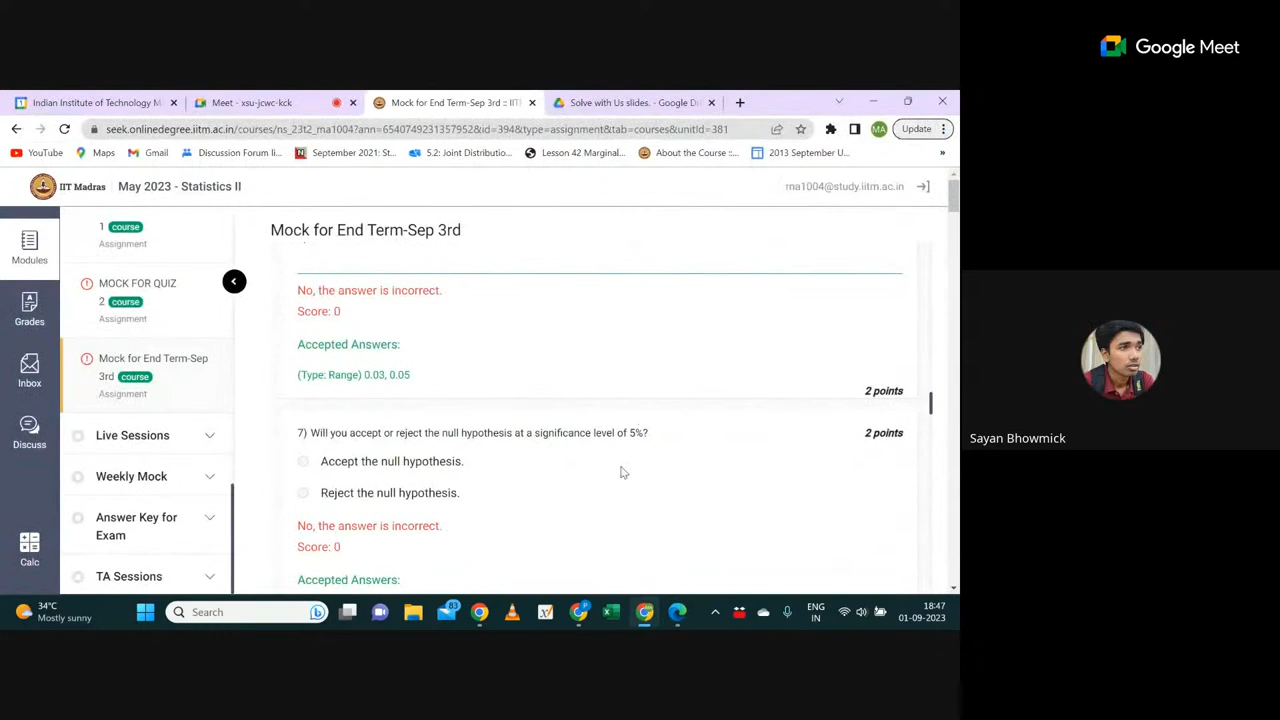 Google Meet
Indian Institute of Technology M
Meet - xsu-jcwc-kck
Mock for End Term-Sep 3rd :: IIT
Solve with Us slides. - Google Dri
seek.onlinedegree.iitm.ac.in/courses/ns_23t2_ma1004?ann=6540749231357952&id=394&type=assignment&tab=courses&unitId=381
MA
Update
YouTube
Maps
Gmail
Discussion Forum li...
September 2021: St...
5.2: Joint Distributio...
Lesson 42 Marginal...
About the Course ::...
2013 September U...
»
IIT Madras
May 2023 - Statistics II
ma1004@study.iitm.ac.in
Modules
Grades
Inbox
Discuss
Calc
1 course
Assignment
MOCK FOR QUIZ
2 course
Assignment
Mock for End Term-Sep
3rd course
Assignment
Live Sessions
Weekly Mock
Answer Key for
Exam
TA Sessions
Mock for End Term-Sep 3rd
No, the answer is incorrect.
Score: 0
Accepted Answers:
(Type: Range) 0.03, 0.05
2 points
7) Will you accept or reject the null hypothesis at a significance level of 5%?
2 points
Accept the null hypothesis.
Reject the null hypothesis.
No, the answer is incorrect.
Score: 0
Accepted Answers:
Sayan Bhowmick
34°C
Mostly sunny
Search
83
ENG
IN
18:47
01-09-2023